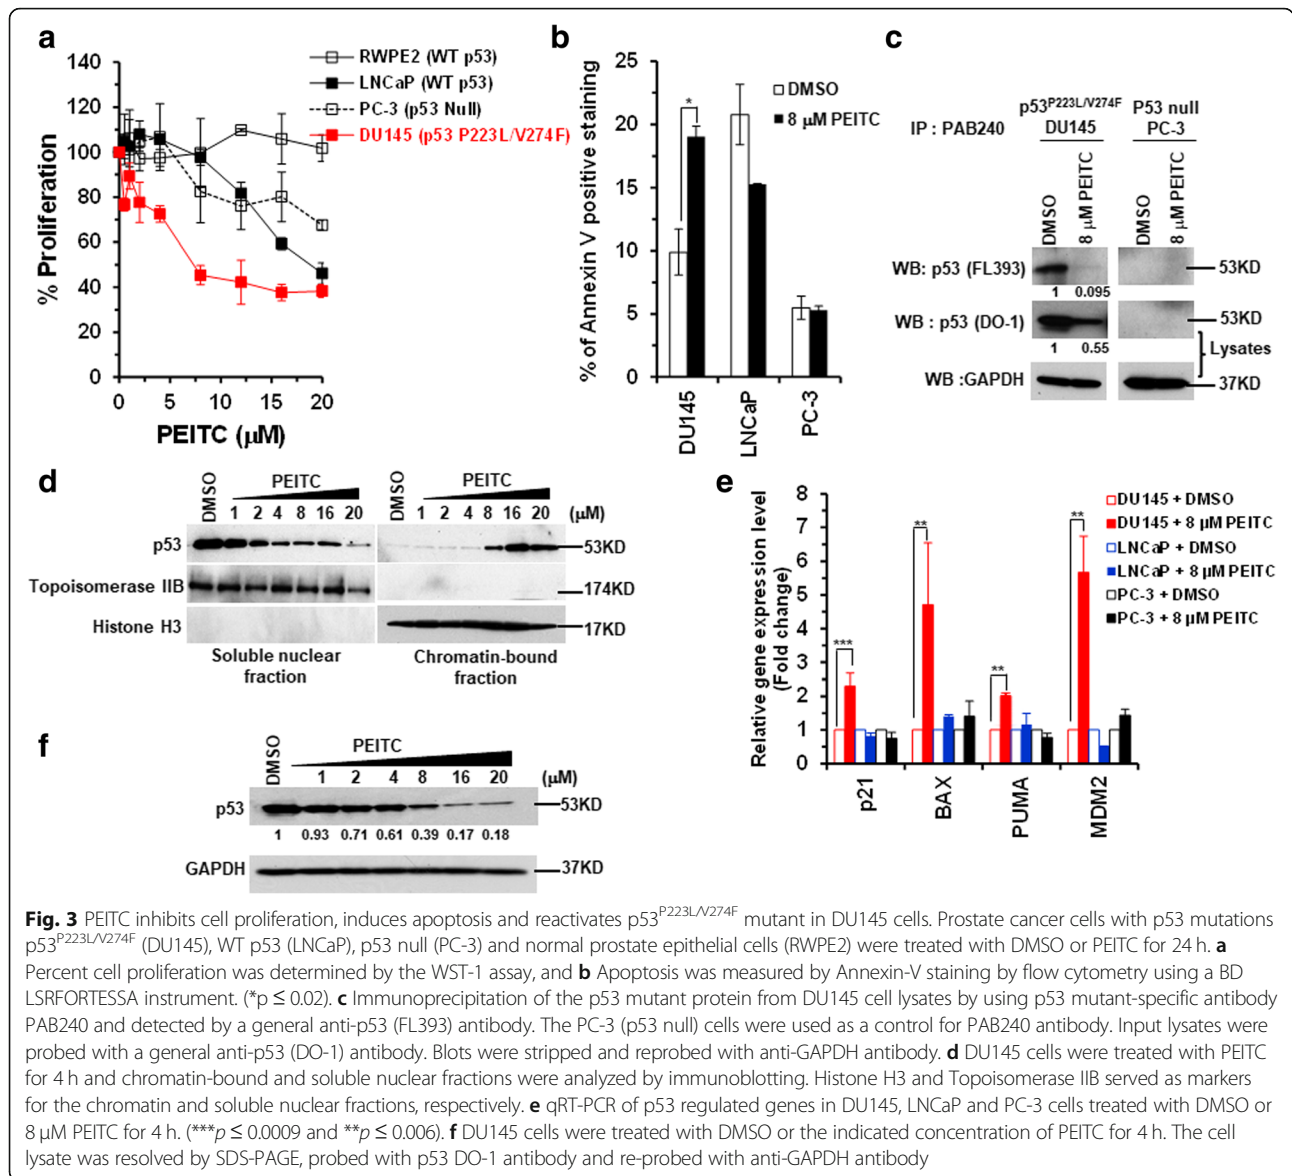 a
140
120
100
80
60
40
20
0
% Proliferation
0 5 10 15 20
PEITC (µM)
RWPE2 (WT p53)
LNCaP (WT p53)
PC-3 (p53 Null)
DU145 (p53 P223L/V274F)
b
25
20
15
10
5
0
% of Annexin V positive staining
DMSO
8 µM PEITC
*
DU145
LNCaP
PC-3
c
p53P223L/V274F P53 null
IP : PAB240 DU145 PC-3
DMSO 8 µM PEITC DMSO 8 µM PEITC
WB: p53 (FL393) 53KD
1 0.095
WB : p53 (DO-1) 53KD
1 0.55 Lysates
WB :GAPDH 37KD
d
PEITC PEITC
DMSO 1 2 4 8 16 20 DMSO 1 2 4 8 16 20 (µM)
p53 53KD
Topoisomerase IIB 174KD
Histone H3 17KD
Soluble nuclear Chromatin-bound
fraction fraction
e
8
7
6
5
4
3
2
1
0
Relative gene expression level
(Fold change)
*** ** ** **
DU145 + DMSO
DU145 + 8 µM PEITC
LNCaP + DMSO
LNCaP + 8 µM PEITC
PC-3 + DMSO
PC-3 + 8 µM PEITC
p21
BAX
PUMA
MDM2
f
PEITC
DMSO 1 2 4 8 16 20 (µM)
p53 53KD
1 0.93 0.71 0.61 0.39 0.17 0.18
GAPDH 37KD
Fig. 3 PEITC inhibits cell proliferation, induces apoptosis and reactivates p53P223L/V274F mutant in DU145 cells. Prostate cancer cells with p53 mutations
p53P223L/V274F (DU145), WT p53 (LNCaP), p53 null (PC-3) and normal prostate epithelial cells (RWPE2) were treated with DMSO or PEITC for 24 h. a
Percent cell proliferation was determined by the WST-1 assay, and b Apoptosis was measured by Annexin-V staining by flow cytometry using a BD
LSRFORTESSA instrument. (*p ≤ 0.02). c Immunoprecipitation of the p53 mutant protein from DU145 cell lysates by using p53 mutant-specific antibody
PAB240 and detected by a general anti-p53 (FL393) antibody. The PC-3 (p53 null) cells were used as a control for PAB240 antibody. Input lysates were
probed with a general anti-p53 (DO-1) antibody. Blots were stripped and reprobed with anti-GAPDH antibody. d DU145 cells were treated with PEITC
for 4 h and chromatin-bound and soluble nuclear fractions were analyzed by immunoblotting. Histone H3 and Topoisomerase IIB served as markers
for the chromatin and soluble nuclear fractions, respectively. e qRT-PCR of p53 regulated genes in DU145, LNCaP and PC-3 cells treated with DMSO or
8 µM PEITC for 4 h. (***p ≤ 0.0009 and **p ≤ 0.006). f DU145 cells were treated with DMSO or the indicated concentration of PEITC for 4 h. The cell
lysate was resolved by SDS-PAGE, probed with p53 DO-1 antibody and re-probed with anti-GAPDH antibody